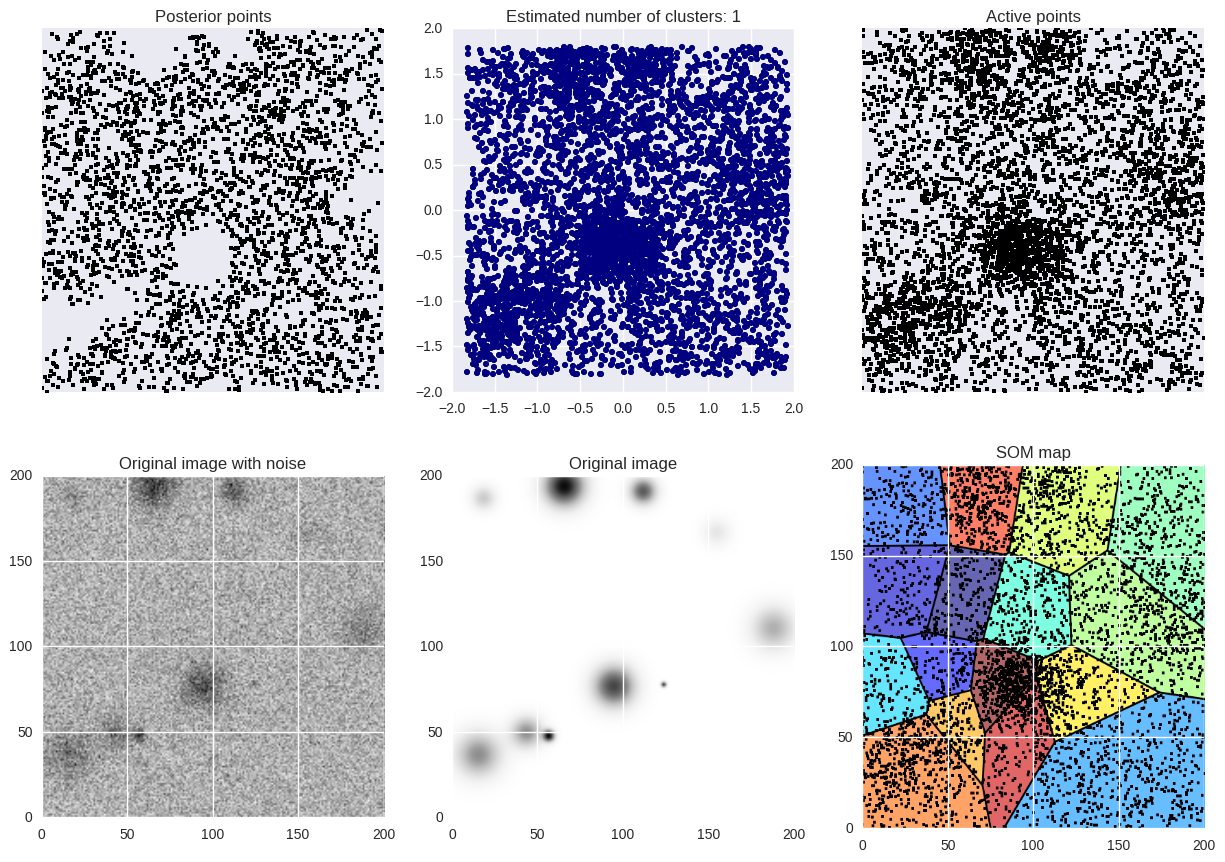 Posterior points
Estimated number of clusters: 1
Active points
2.0
1.5
1.0
0.5
0.0
−0.5
−1.0
−1.5
−2.0
−2.0 −1.5 −1.0 −0.5 0.0 0.5 1.0 1.5 2.0
Original image with noise
Original image
SOM map
200
150
100
50
0
0 50 100 150 200
200
150
100
50
0
0 50 100 150 200
200
150
100
50
0
0 50 100 150 200